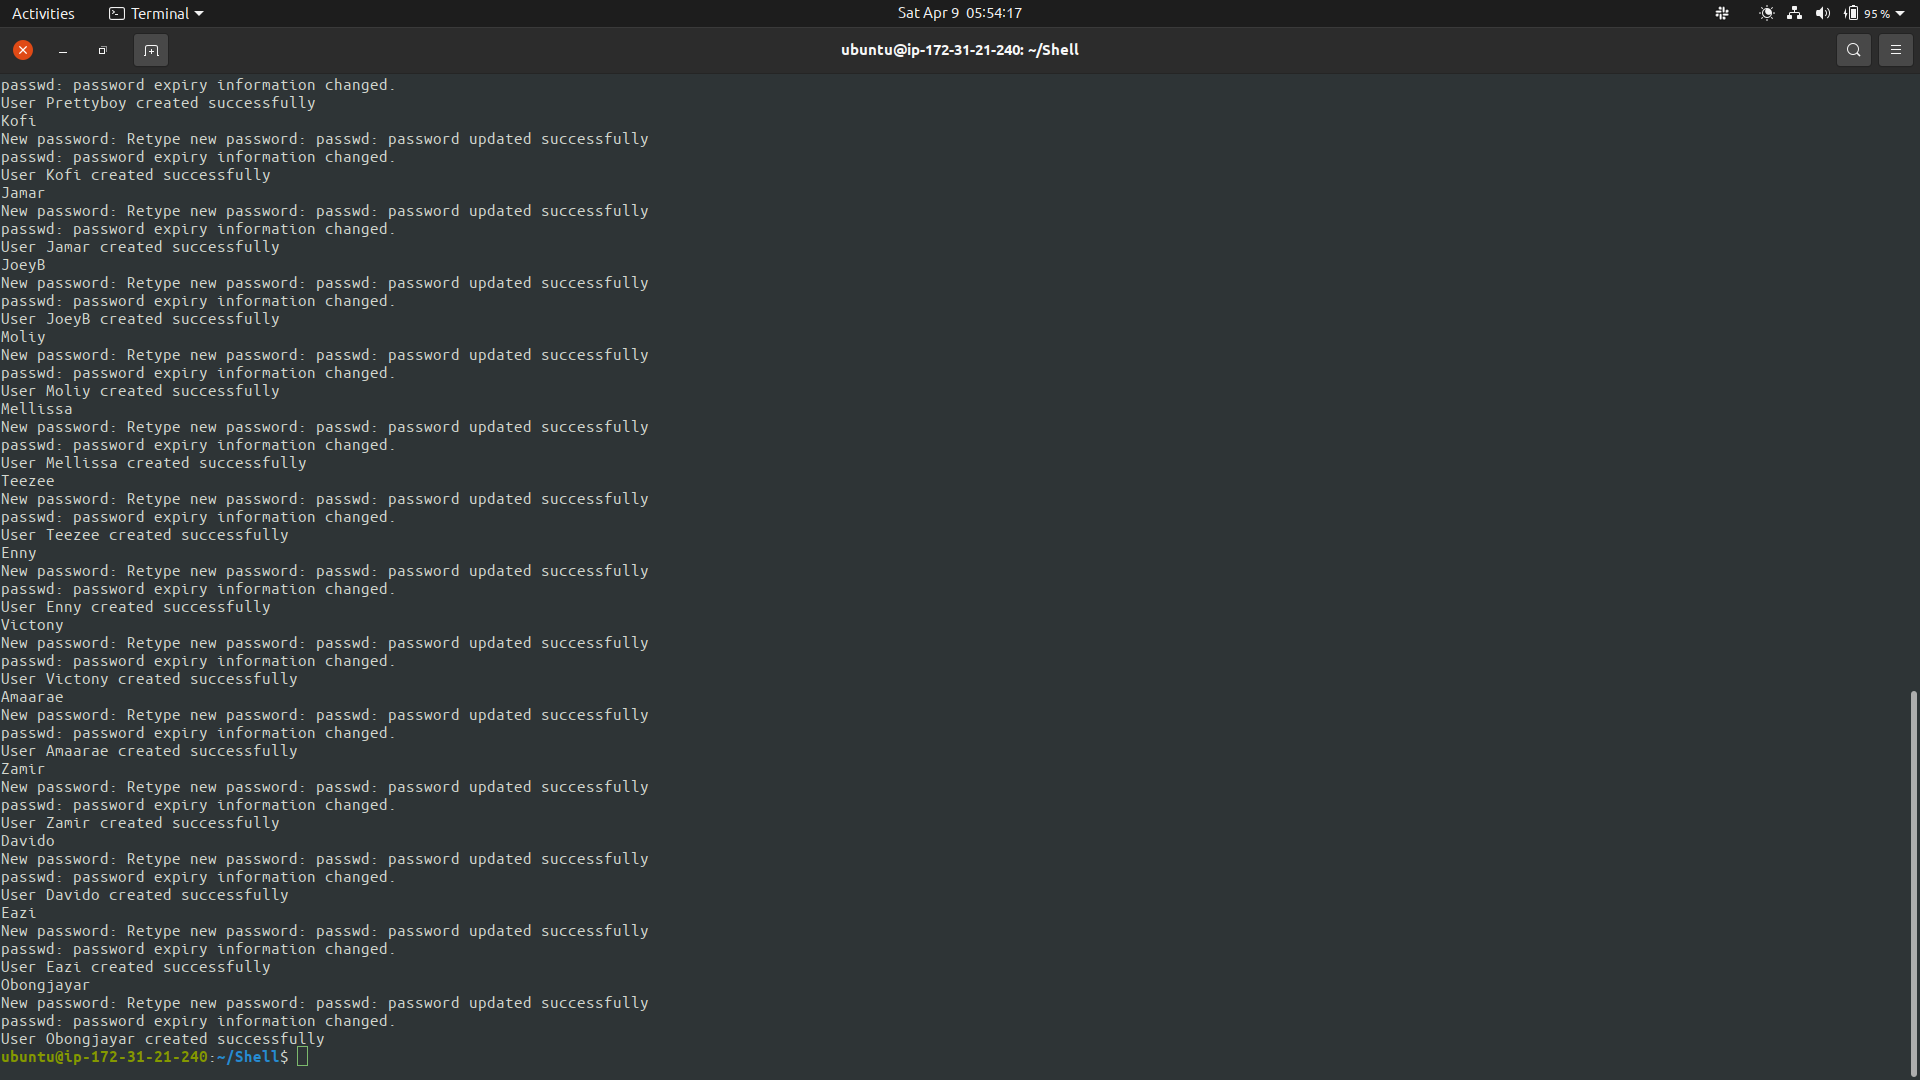 Activities
Terminal
Sat Apr 9 05:54:17
95 %
ubuntu@ip-172-31-21-240: ~/Shell
passwd: password expiry information changed.
User Prettyboy created successfully
Kofi
New password: Retype new password: passwd: password updated successfully
passwd: password expiry information changed.
User Kofi created successfully
Jamar
New password: Retype new password: passwd: password updated successfully
passwd: password expiry information changed.
User Jamar created successfully
JoeyB
New password: Retype new password: passwd: password updated successfully
passwd: password expiry information changed.
User JoeyB created successfully
Moliy
New password: Retype new password: passwd: password updated successfully
passwd: password expiry information changed.
User Moliy created successfully
Mellissa
New password: Retype new password: passwd: password updated successfully
passwd: password expiry information changed.
User Mellissa created successfully
Teezee
New password: Retype new password: passwd: password updated successfully
passwd: password expiry information changed.
User Teezee created successfully
Enny
New password: Retype new password: passwd: password updated successfully
passwd: password expiry information changed.
User Enny created successfully
Victony
New password: Retype new password: passwd: password updated successfully
passwd: password expiry information changed.
User Victony created successfully
Amaarae
New password: Retype new password: passwd: password updated successfully
passwd: password expiry information changed.
User Amaarae created successfully
Zamir
New password: Retype new password: passwd: password updated successfully
passwd: password expiry information changed.
User Zamir created successfully
Davido
New password: Retype new password: passwd: password updated successfully
passwd: password expiry information changed.
User Davido created successfully
Eazi
New password: Retype new password: passwd: password updated successfully
passwd: password expiry information changed.
User Eazi created successfully
Obongjayar
New password: Retype new password: passwd: password updated successfully
passwd: password expiry information changed.
User Obongjayar created successfully
ubuntu@ip-172-31-21-240:~/Shell$